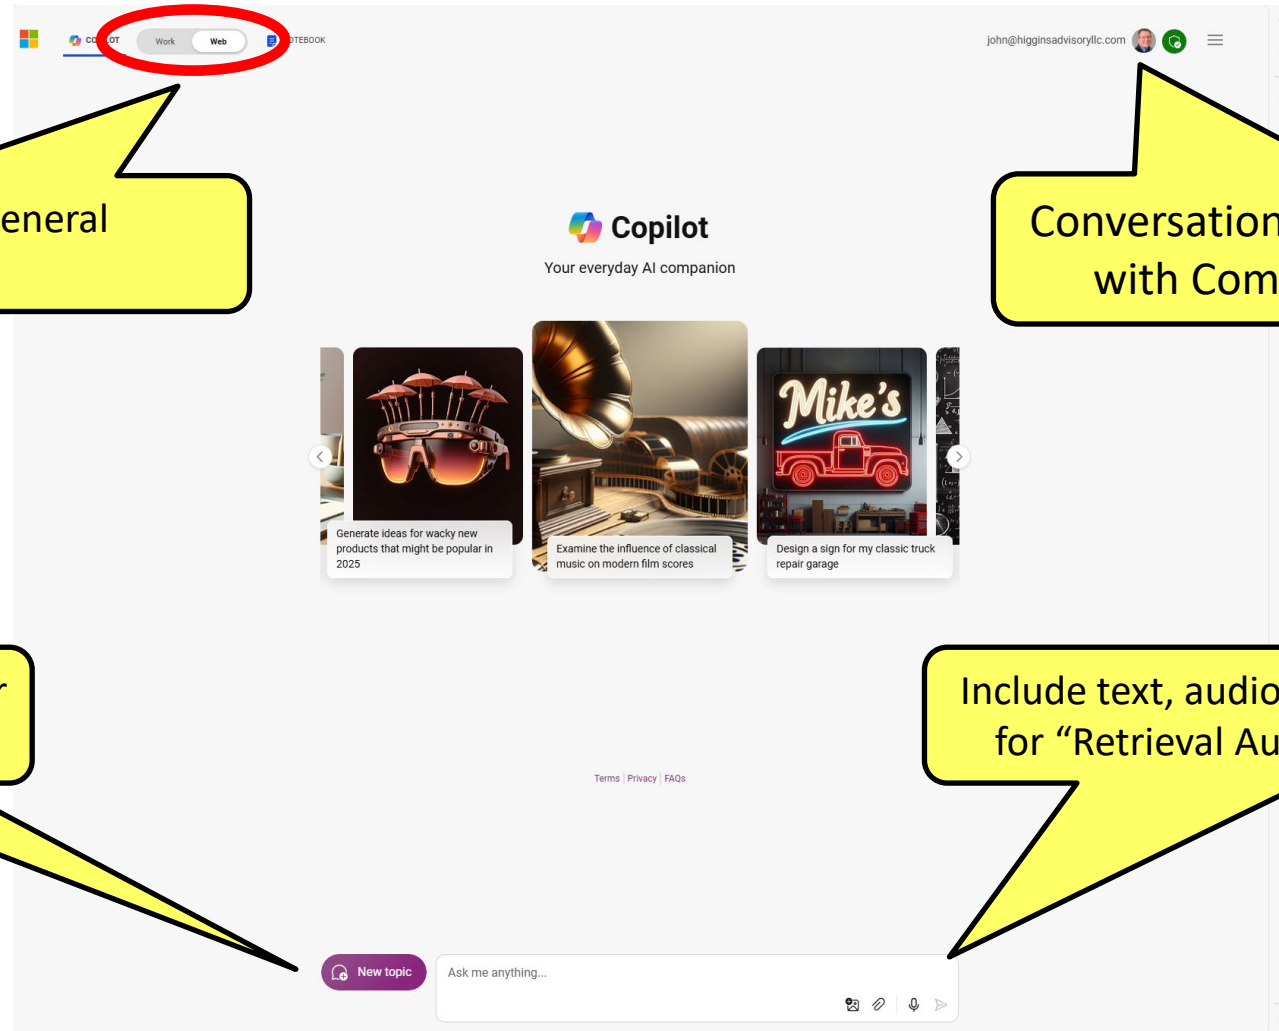 Work
Web
john@higginsadvisoryllc.com
eneral
Conversation
with Com
Copilot
Your everyday AI companion
Mike's
Generate ideas for wacky new
products that might be popular in
2025
Examine the influence of classical
music on modern film scores
Design a sign for my classic truck
repair garage
r
Include text, audio
for “Retrieval Au
Terms | Privacy | FAQs
New topic
Ask me anything...